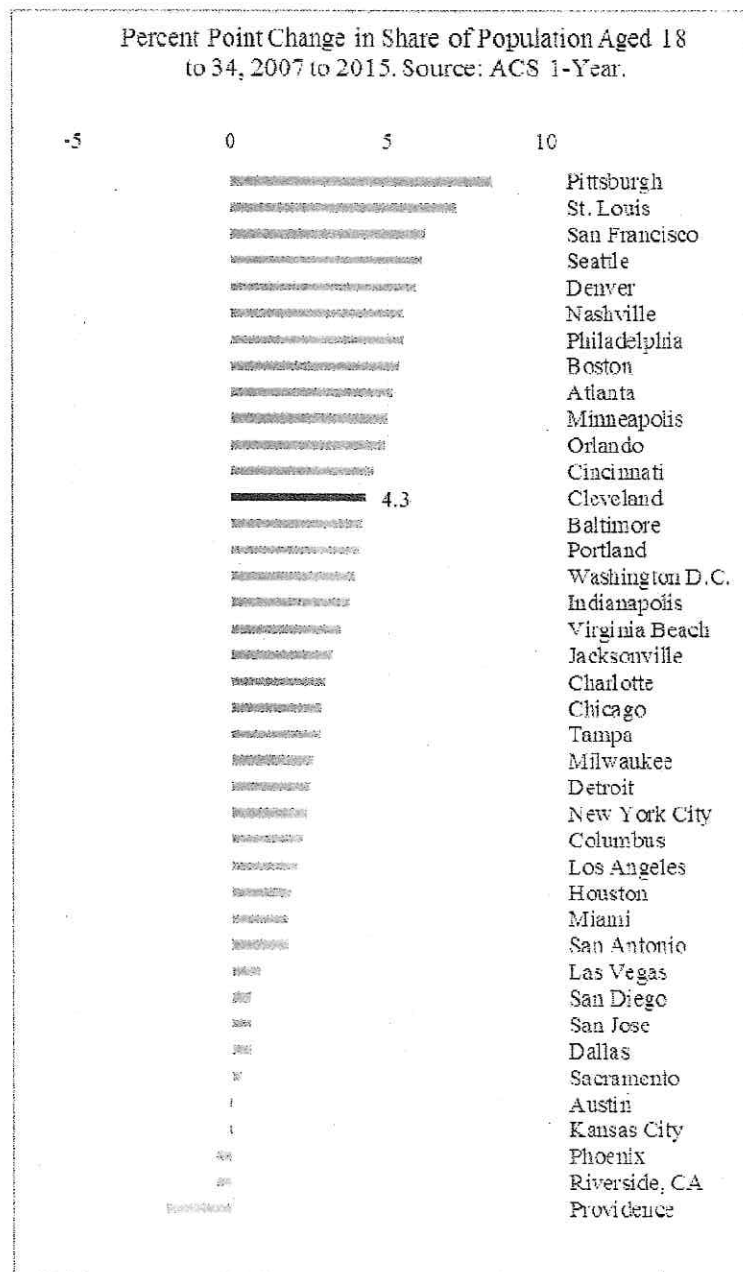 Percent Point Change in Share of Population Aged 18
to 34, 2007 to 2015. Source: ACS 1-Year.
-5 0 5 10
Pittsburgh
St. Louis
San Francisco
Seattle
Denver
Nashville
Philadelphia
Boston
Atlanta
Minneapolis
Orlando
Cincinnati
4.3 Cleveland
Baltimore
Portland
Washington D.C.
Indianapolis
Virginia Beach
Jacksonville
Charlotte
Chicago
Tampa
Milwaukee
Detroit
New York City
Columbus
Los Angeles
Houston
Miami
San Antonio
Las Vegas
San Diego
San Jose
Dallas
Sacramento
Austin
Kansas City
Phoenix
Riverside, CA
Providence